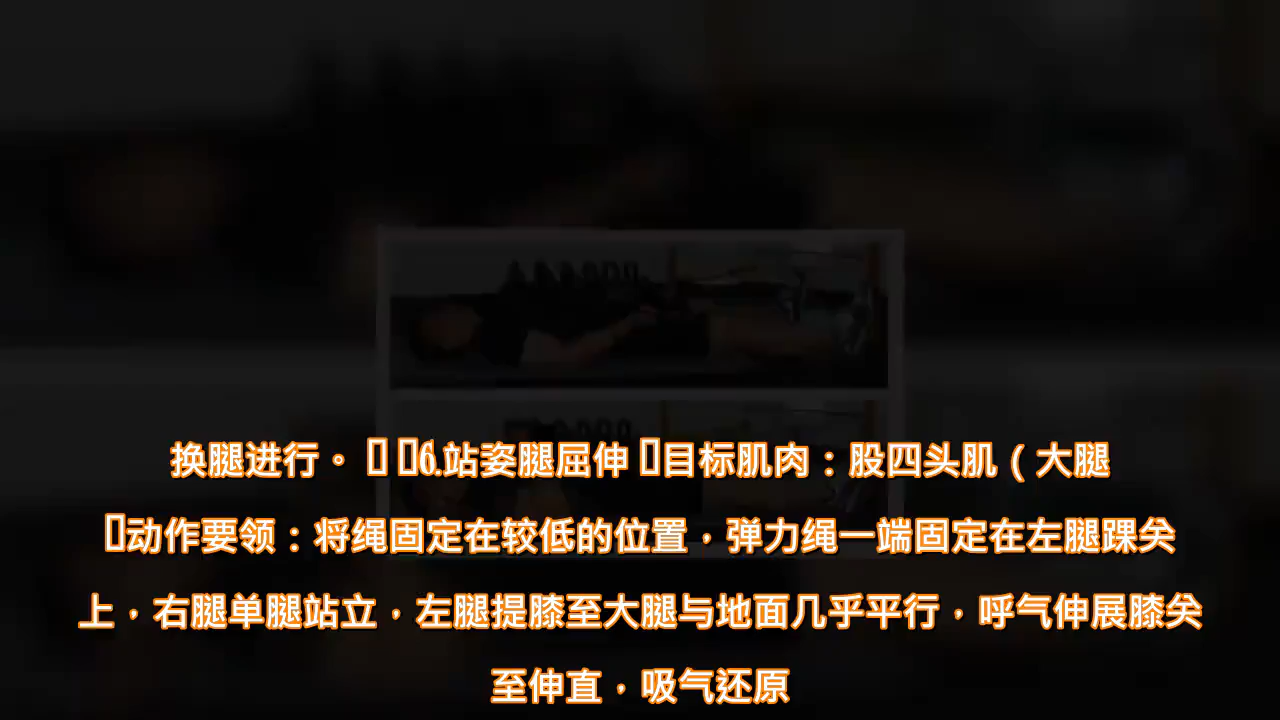 换腿进行。 6.站姿腿屈伸 目标肌肉：股四头肌（大腿
动作要领：将绳固定在较低的位置，弹力绳一端固定在左腿踝关
上，右腿单腿站立，左腿提膝至大腿与地面几乎平行，呼气伸展膝关
至伸直，吸气还原